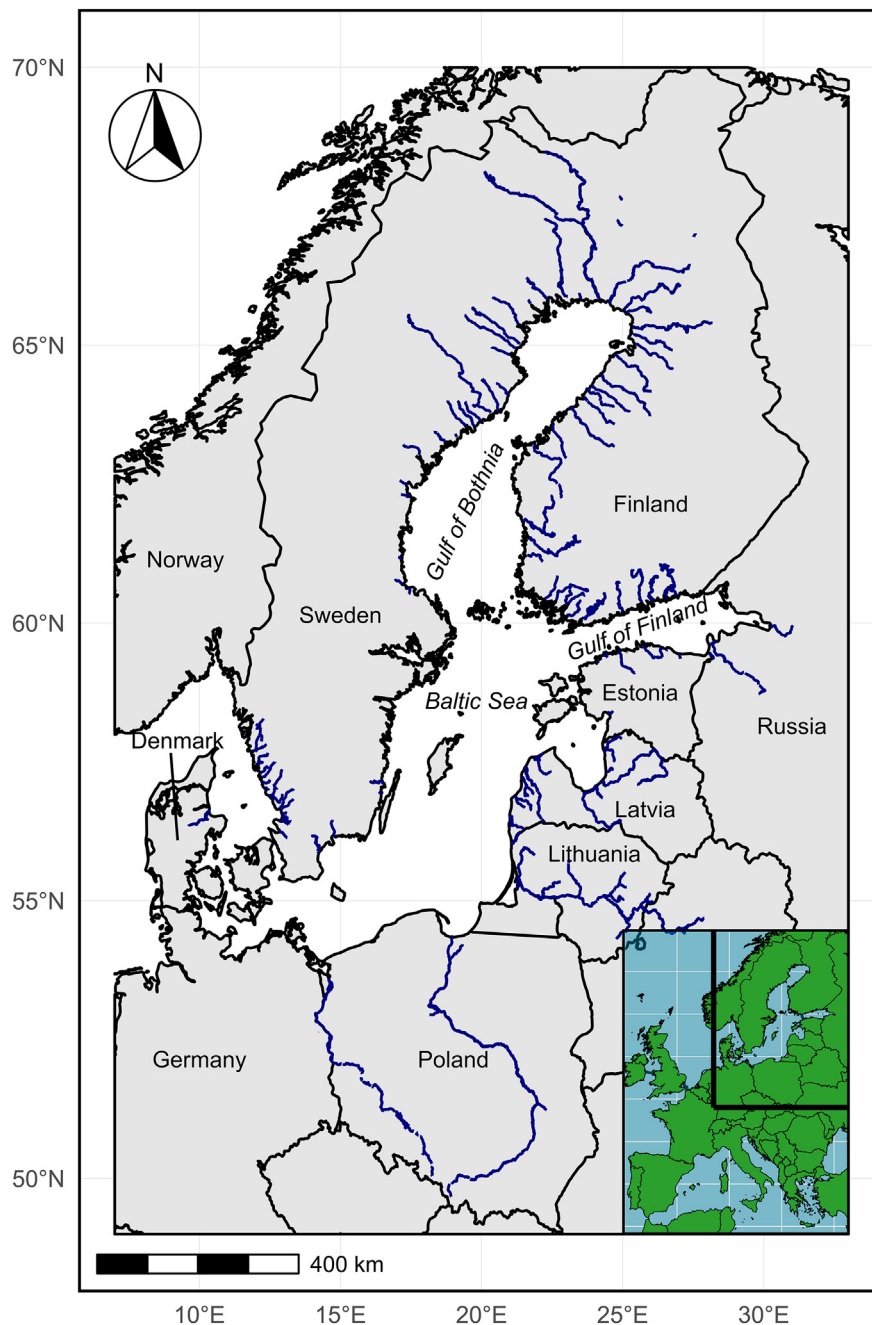 N
70°N
65°N
60°N
55°N
50°N
Gulf of Bothnia
Finland
Norway
Sweden
Gulf of Finland
Baltic Sea
Estonia
Russia
Denmark
Latvia
Lithuania
Germany
Poland
400 km
10°E
15°E
20°E
25°E
30°E